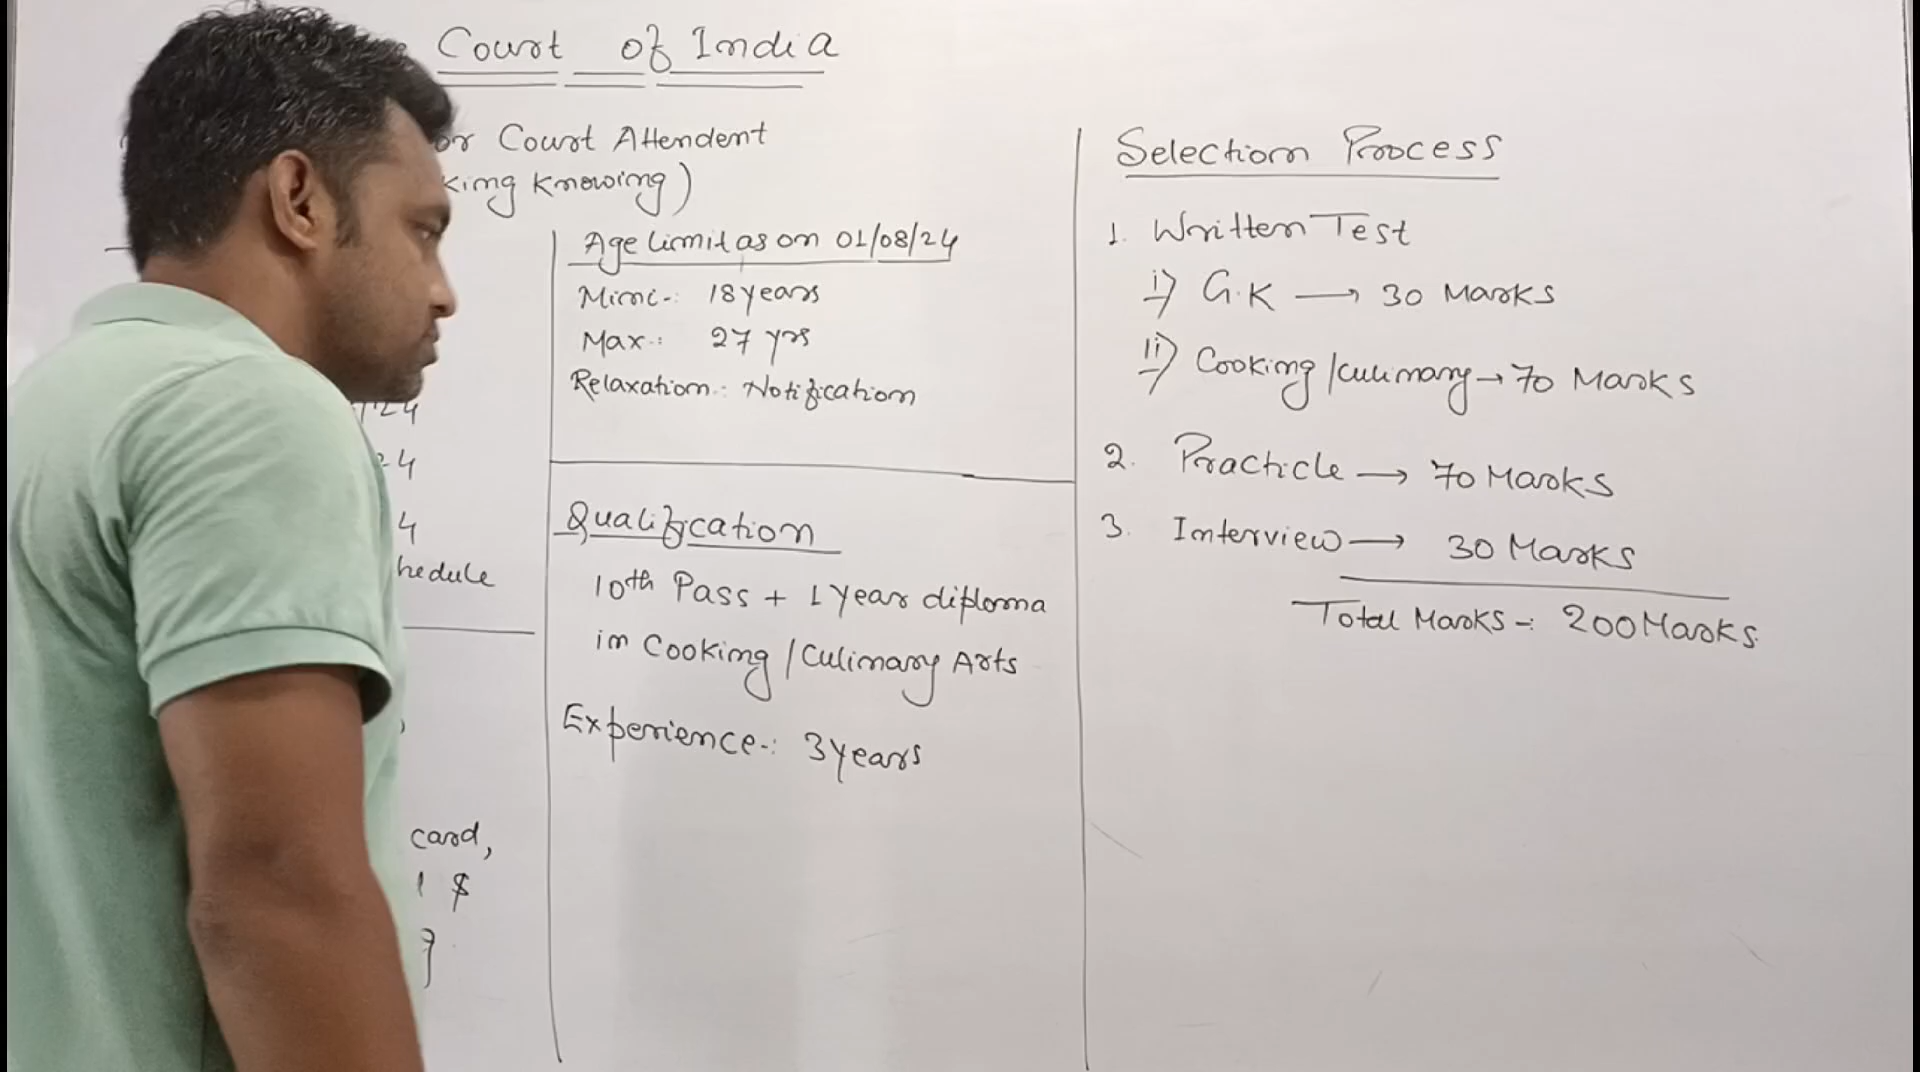 Court of India
or Court Attendent
king Knowing)
24
24
4
hedule
card,
Age limit as on 01/08/24
Mini-: 18 years
Max-: 27 yrs
Relaxation-: Notification
Qualification
10th Pass + 1 Year diploma
in Cooking / Culinary Arts
Experience-: 3 years
Selection Process
1. Written Test
i) G.K → 30 Marks
ii) Cooking / Culinary → 70 Marks
2. Practicle → 70 Marks
3. Interview → 30 Marks
Total Marks-: 200 Marks